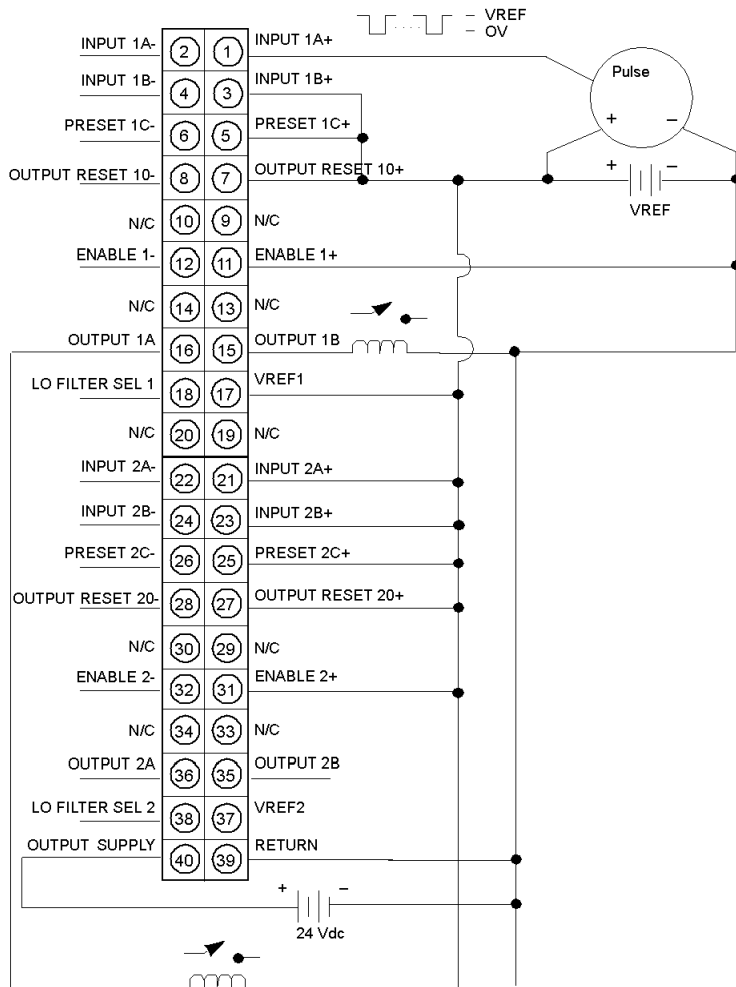 VREF
OV
Pulse
+ −
+ −
VREF
INPUT 1A- 2 1 INPUT 1A+
INPUT 1B- 4 3 INPUT 1B+
PRESET 1C- 6 5 PRESET 1C+
OUTPUT RESET 10- 8 7 OUTPUT RESET 10+
N/C 10 9 N/C
ENABLE 1- 12 11 ENABLE 1+
N/C 14 13 N/C
OUTPUT 1A 16 15 OUTPUT 1B
LO FILTER SEL 1 18 17 VREF1
N/C 20 19 N/C
INPUT 2A- 22 21 INPUT 2A+
INPUT 2B- 24 23 INPUT 2B+
PRESET 2C- 26 25 PRESET 2C+
OUTPUT RESET 20- 28 27 OUTPUT RESET 20+
N/C 30 29 N/C
ENABLE 2- 32 31 ENABLE 2+
N/C 34 33 N/C
OUTPUT 2A 36 35 OUTPUT 2B
LO FILTER SEL 2 38 37 VREF2
OUTPUT SUPPLY 40 39 RETURN
+ −
24 Vdc